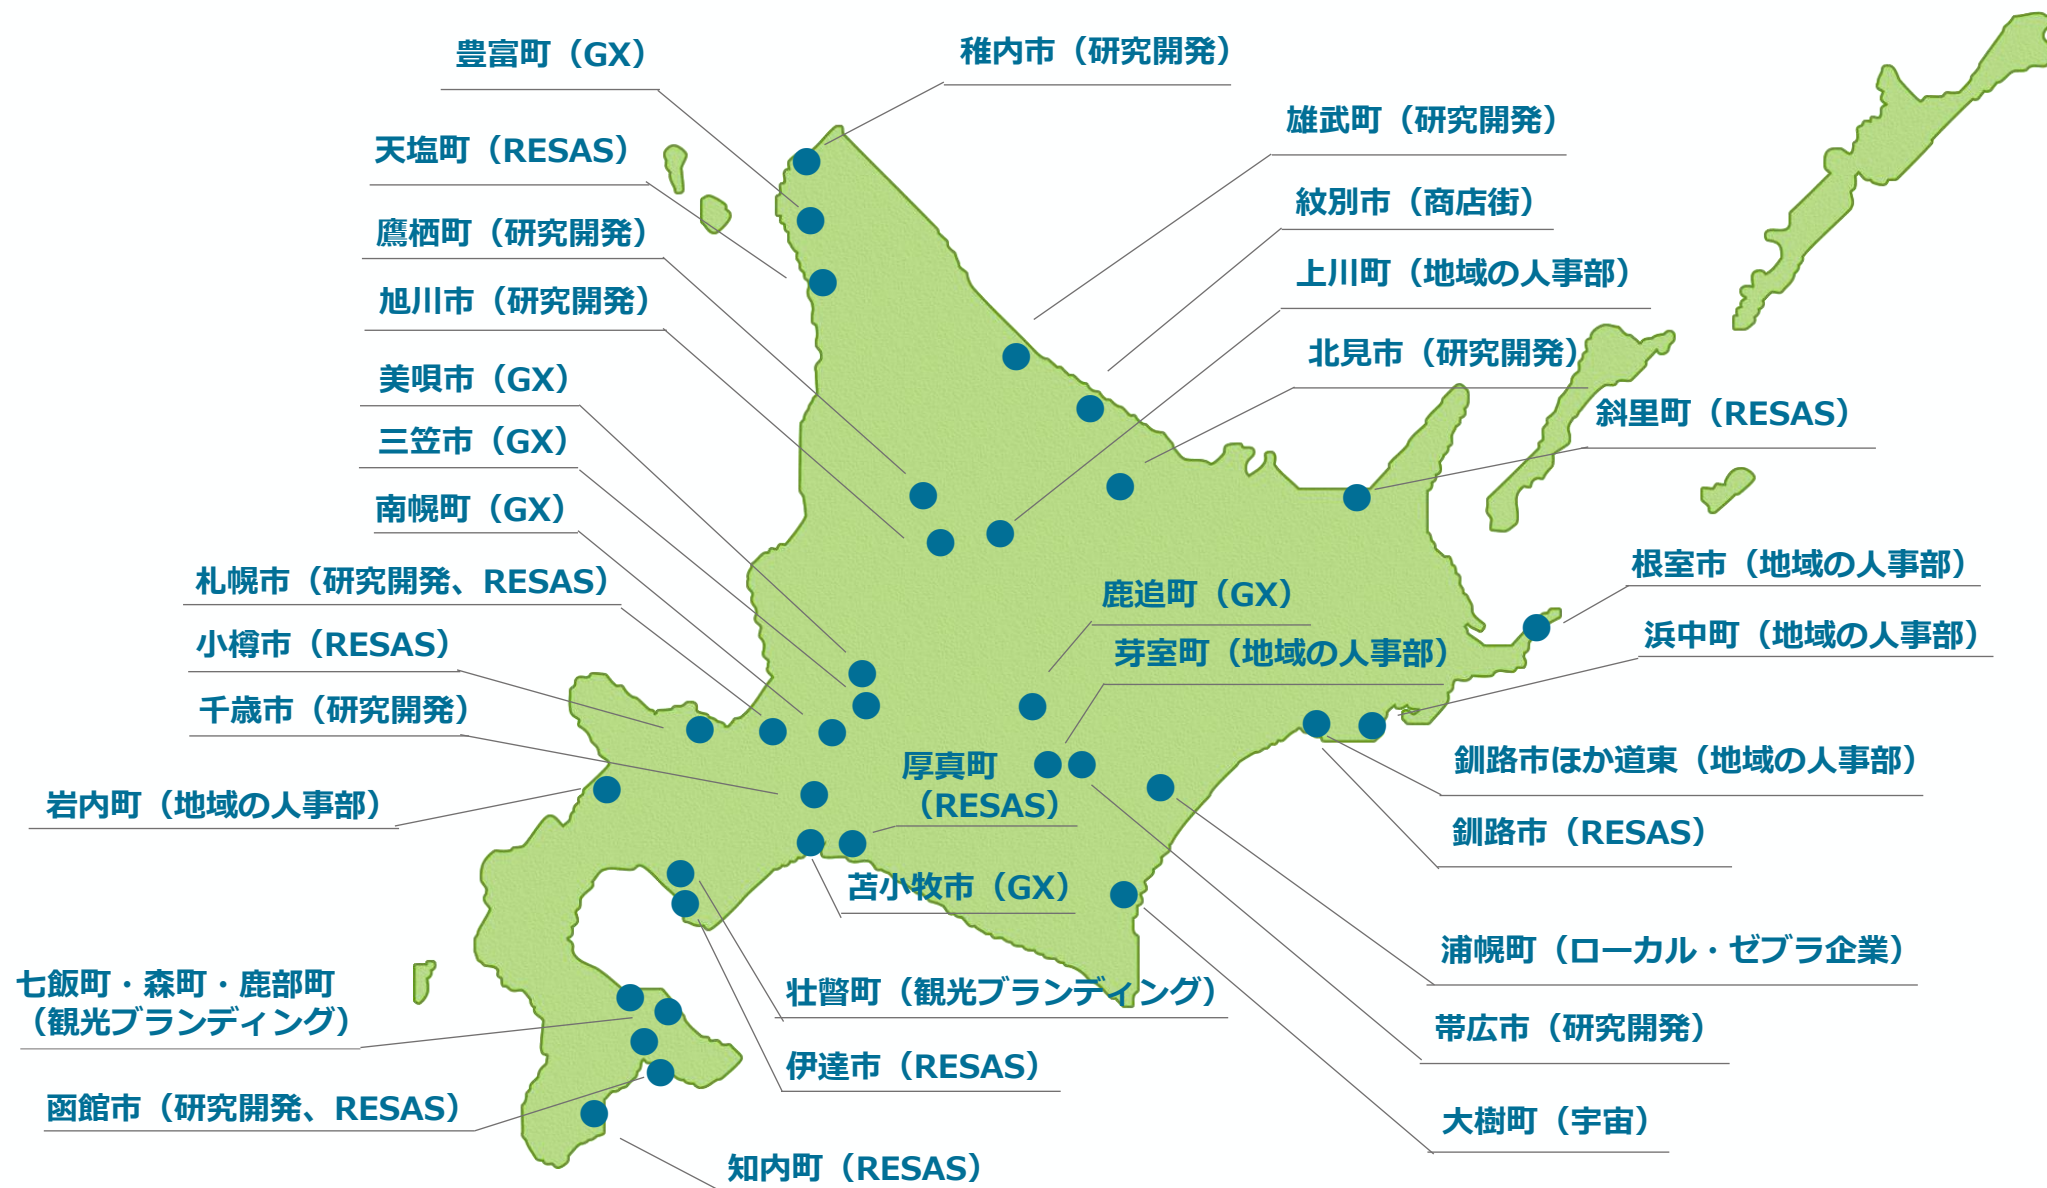 豊富町（GX）
稚内市（研究開発）
天塩町（RESAS）
雄武町（研究開発）
鷹栖町（研究開発）
紋別市（商店街）
旭川市（研究開発）
上川町（地域の人事部）
美唄市（GX）
北見市（研究開発）
三笠市（GX）
斜里町（RESAS）
南幌町（GX）
札幌市（研究開発、RESAS）
根室市（地域の人事部）
鹿追町（GX）
小樽市（RESAS）
浜中町（地域の人事部）
芽室町（地域の人事部）
千歳市（研究開発）
厚真町
（RESAS）
釧路市ほか道東（地域の人事部）
岩内町（地域の人事部）
釧路市（RESAS）
苫小牧市（GX）
浦幌町（ローカル・ゼブラ企業）
七飯町・森町・鹿部町
（観光ブランディング）
壮瞥町（観光ブランディング）
帯広市（研究開発）
伊達市（RESAS）
函館市（研究開発、RESAS）
大樹町（宇宙）
知内町（RESAS）